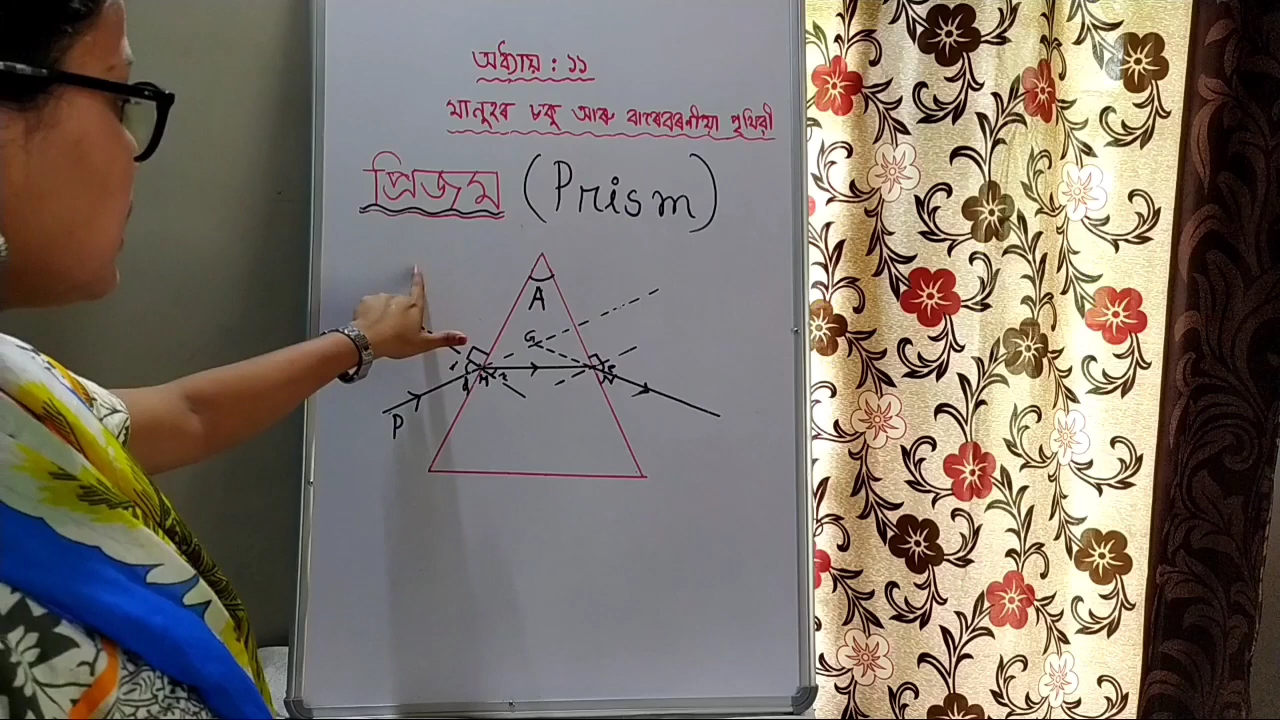 অধ্যায় : ১১
মানুহৰ চকু আৰু বাৰেবৰণীয়া পৃথিৱী
প্ৰিজম (Prism)
A
G
P
M